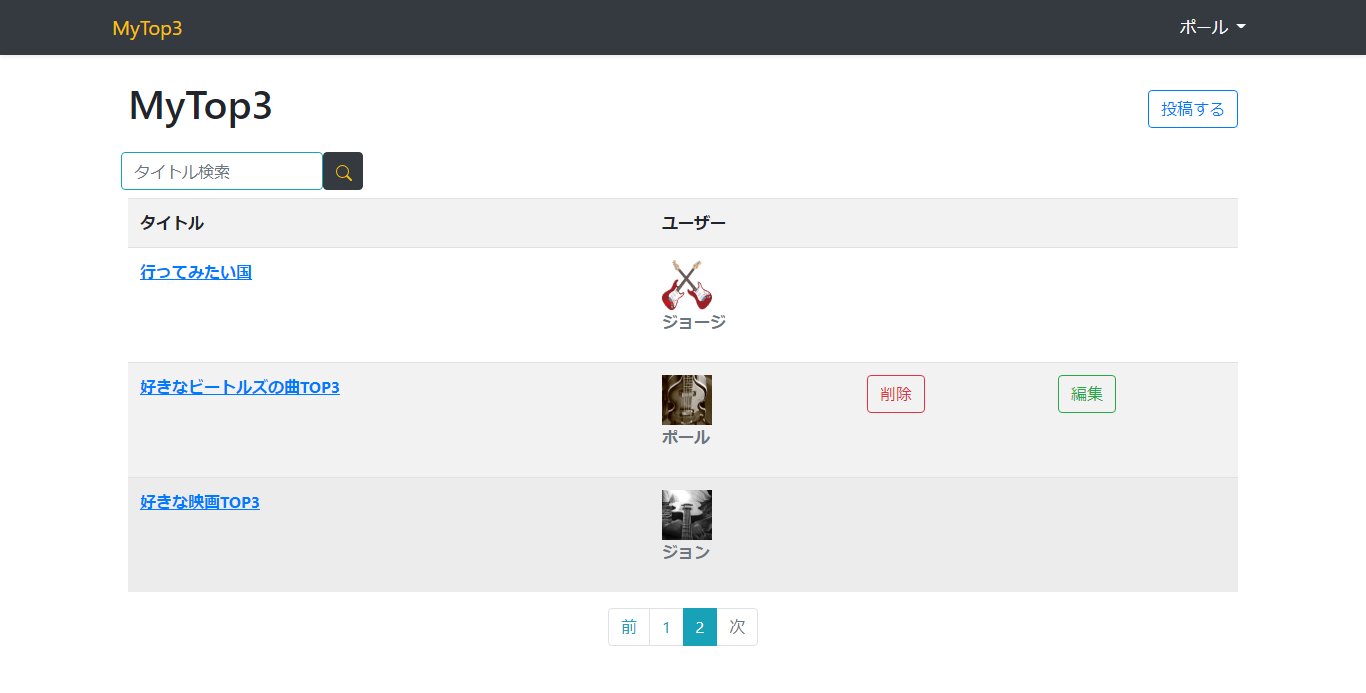 MyTop3
ポール
MyTop3
投稿する
タイトル検索
タイトル ユーザー
行ってみたい国
ジョージ
好きなビートルズの曲TOP3 削除 編集
ポール
好きな映画TOP3
ジョン
前 1 2 次